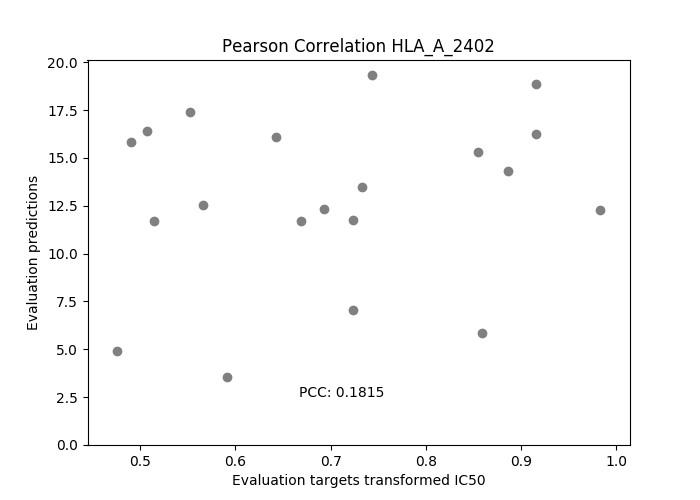 Pearson Correlation HLA_A_2402
20.0
17.5
15.0
12.5
10.0
7.5
5.0
2.5
0.0
Evaluation predictions
PCC: 0.1815
0.5 0.6 0.7 0.8 0.9 1.0
Evaluation targets transformed IC50